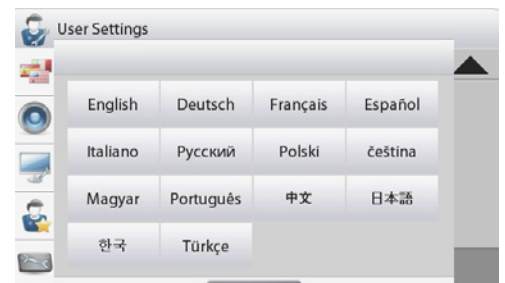 User Settings
English Deutsch Français Español
Italiano Русский Polski čeština
Magyar Português 中文 日本語
한국 Türkçe